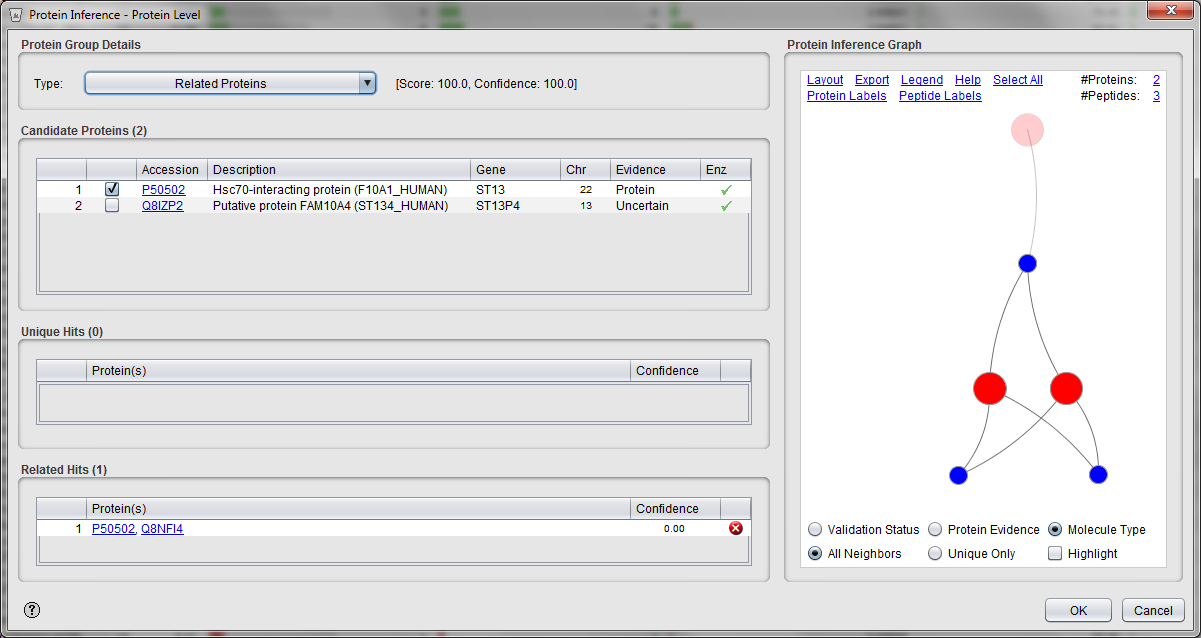 Protein Inference - Protein Level
Protein Group Details
Type: Related Proteins [Score: 100.0, Confidence: 100.0]
Candidate Proteins (2)
Accession Description Gene Chr Evidence Enz
1 P50502 Hsc70-interacting protein (F10A1_HUMAN) ST13 22 Protein
2 Q8IZP2 Putative protein FAM10A4 (ST134_HUMAN) ST13P4 13 Uncertain
Unique Hits (0)
Protein(s) Confidence
Related Hits (1)
Protein(s) Confidence
1 P50502, Q8NFI4 0.00
Protein Inference Graph
Layout Export Legend Help Select All #Proteins: 2
Protein Labels Peptide Labels #Peptides: 3
Validation Status Protein Evidence Molecule Type
All Neighbors Unique Only Highlight
? OK Cancel